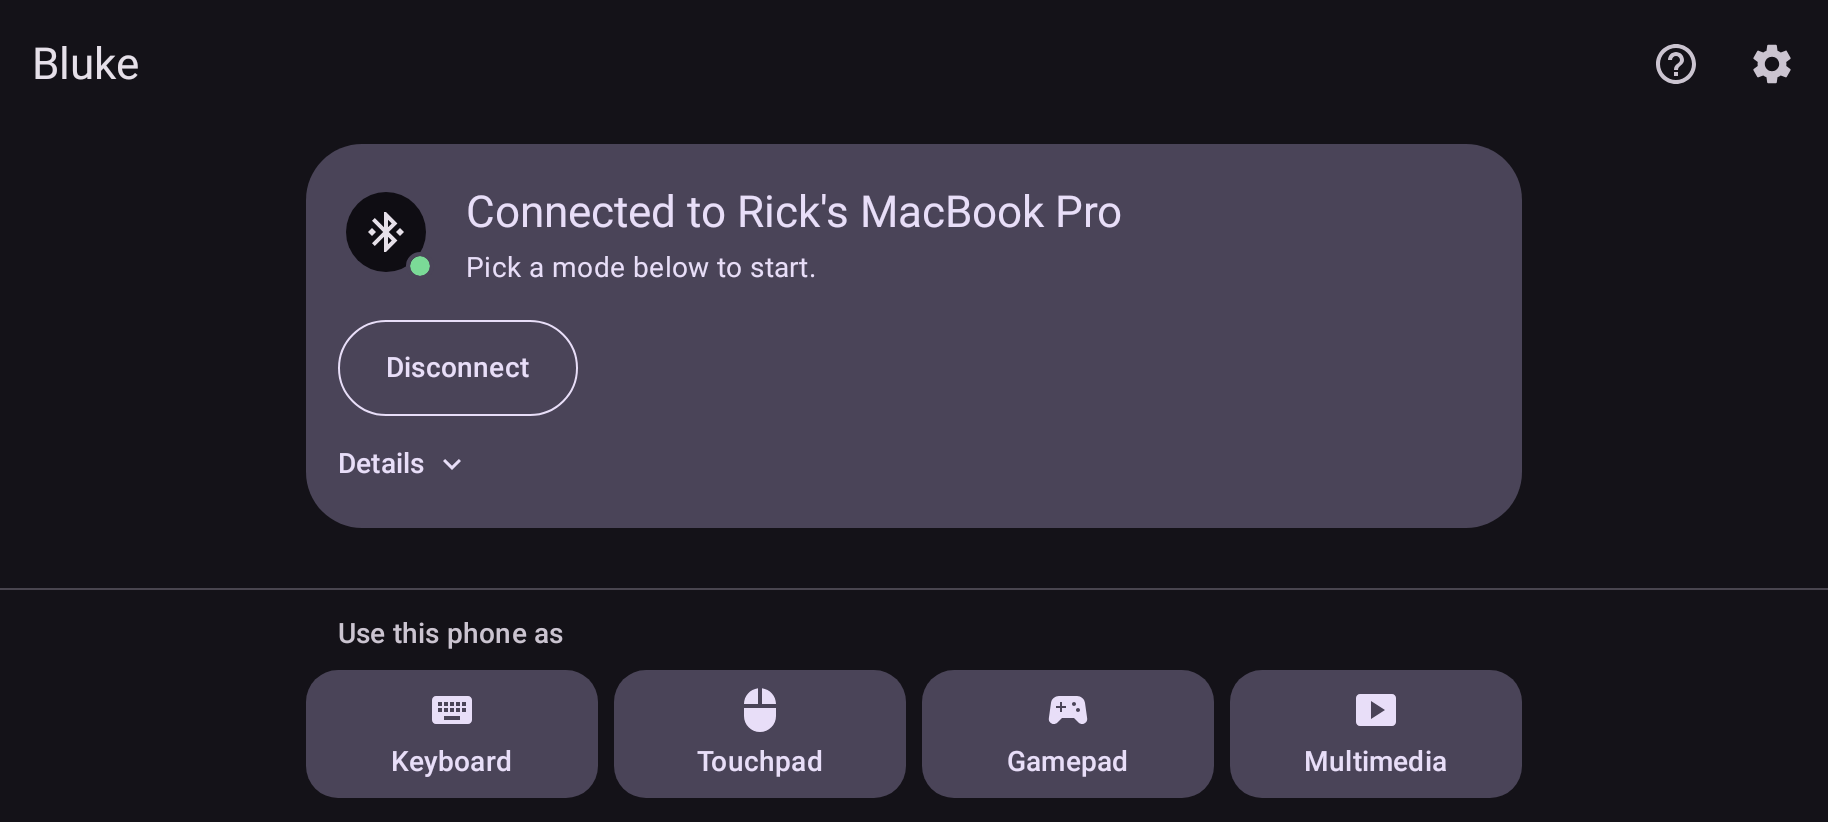 Bluke
Connected to Rick's MacBook Pro
Pick a mode below to start.
Disconnect
Details
Use this phone as
Keyboard
Touchpad
Gamepad
Multimedia